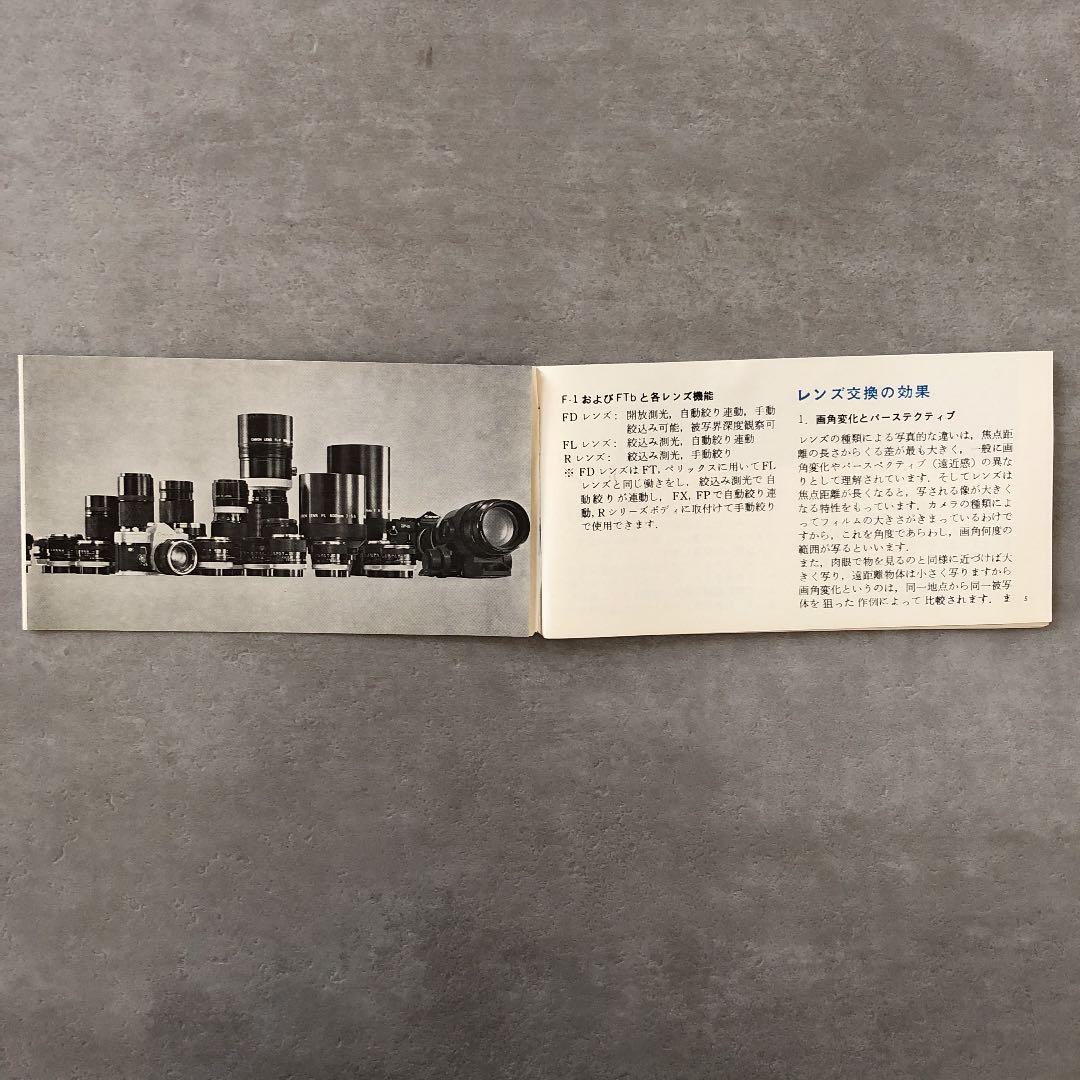 CANON LENS FL
LENS FL 500mm 1:5.6
F-1およびFTbと各レンズ機能
FDレンズ： 開放測光，自動絞り連動，手動
絞込み可能，被写界深度観察可
FLレンズ： 絞込み測光，自動絞り連動
Rレンズ： 絞込み測光，手動絞り
※ FDレンズはFT，ペリックスに用いてFL
レンズと同じ働きをし，絞込み測光で自
動絞りが連動し，FX，FPで自動絞り連
動，Rシリーズボディに取付けて手動絞り
で使用できます．
レンズ交換の効果
1．画角変化とパーステクティブ
レンズの種類による写真的な違いは，焦点距
離の長さからくる差が最も大きく，一般に画
角変化やパースペクティブ（遠近感）の異な
りとして理解されています．そしてレンズは
焦点距離が長くなると，写される像が大きく
なる特性をもっています．カメラの種類によ
ってフィルムの大きさがきまっているわけで
すから，これを角度であらわし，画角何度の
範囲が写るといいます．
また，肉眼で物を見るのと同様に近づけば大
きく写り，遠距離物体は小さく写りますから
画角変化というのは，同一地点から同一被写
体を狙った作例によって比較されます．ま
5